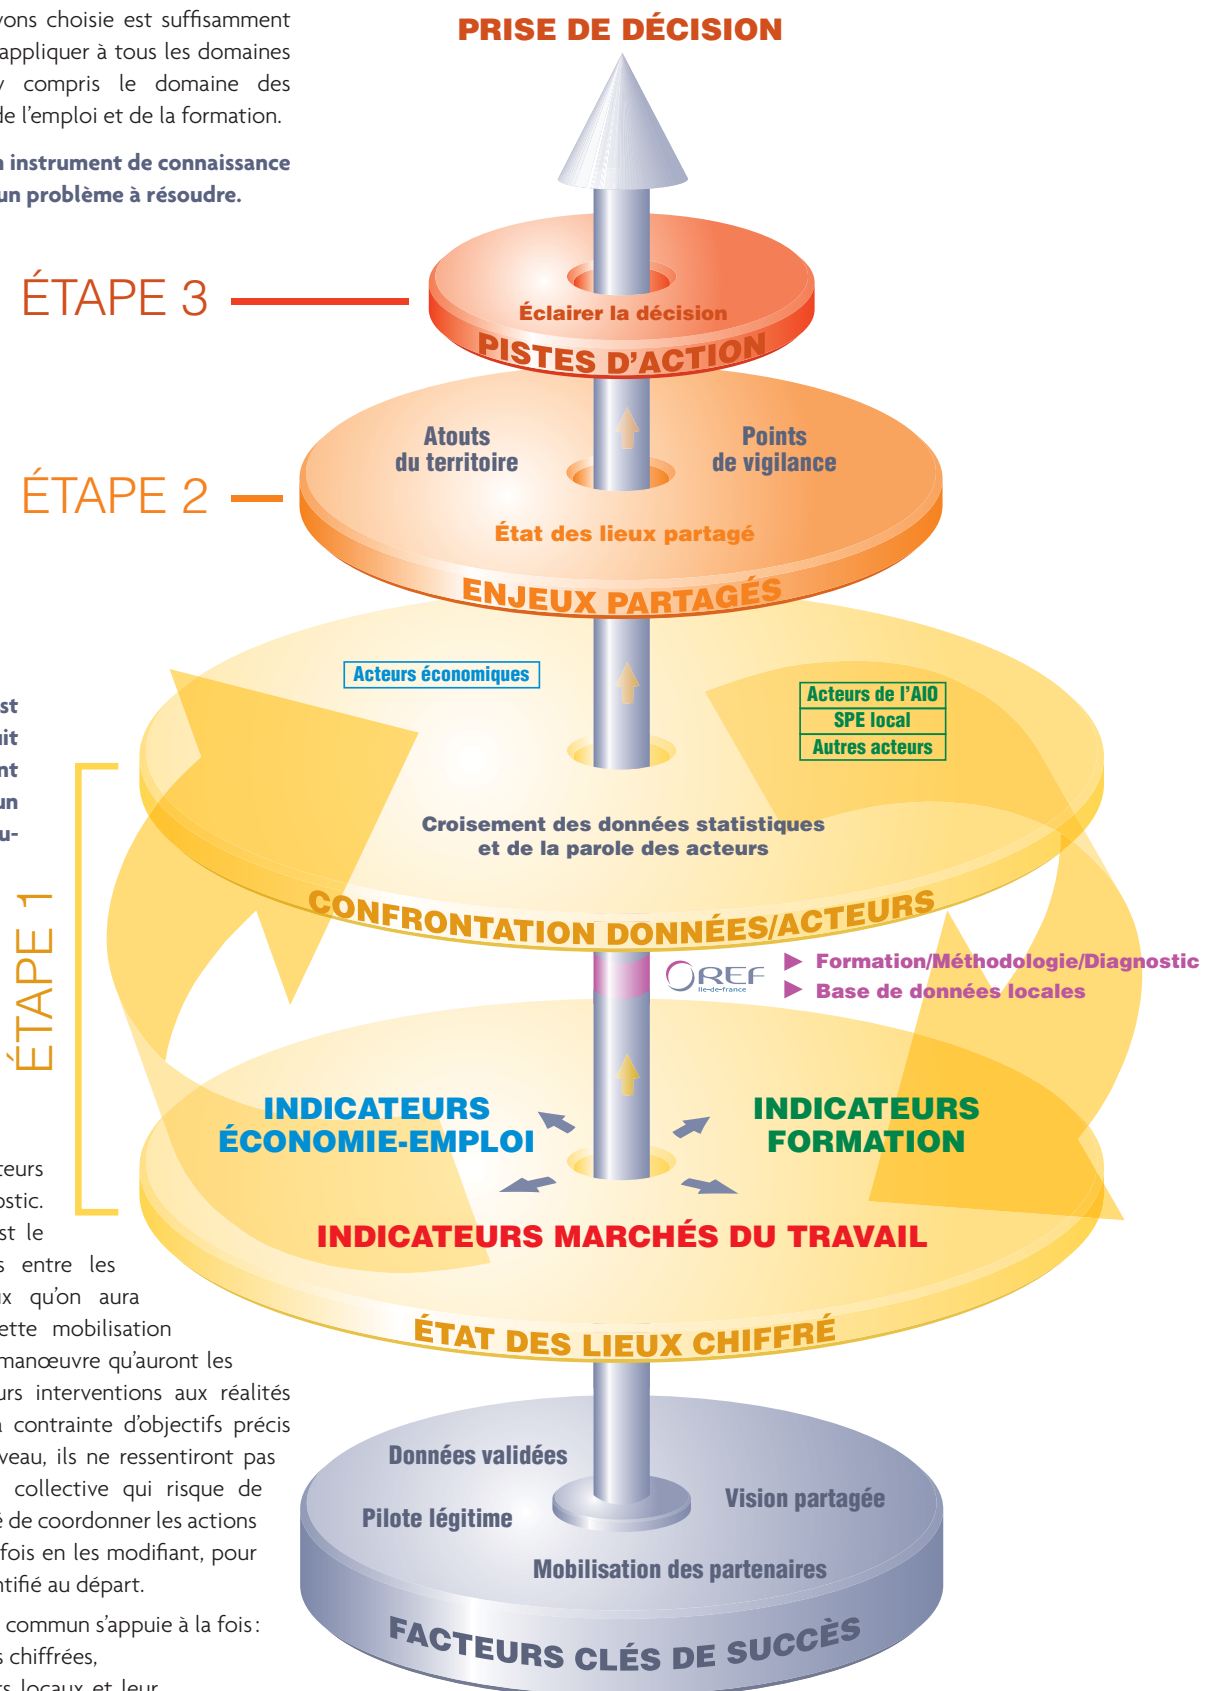 PRISE DE DÉCISION
vons choisie est suffisamment
appliquer à tous les domaines
y compris le domaine des
de l'emploi et de la formation.
n instrument de connaissance
un problème à résoudre.
ÉTAPE 3
Éclairer la décision
PISTES D'ACTION
ÉTAPE 2
Atouts
du territoire
Points
de vigilance
État des lieux partagé
ENJEUX PARTAGÉS
Acteurs économiques
Acteurs de l'AIO
SPE local
Autres acteurs
st
uit
nt
un
u-
Croisement des données statistiques
et de la parole des acteurs
CONFRONTATION DONNÉES/ACTEURS
ÉTAPE 1
OREF
Ile-de-france
Formation/Méthodologie/Diagnostic
Base de données locales
INDICATEURS
ÉCONOMIE-EMPLOI
INDICATEURS
FORMATION
INDICATEURS MARCHÉS DU TRAVAIL
ÉTAT DES LIEUX CHIFFRÉ
teurs
ostic.
st le
s entre les
ux qu'on aura
ette mobilisation
manœuvre qu'auront les
urs interventions aux réalités
a contrainte d'objectifs précis
veau, ils ne ressentiront pas
collective qui risque de
é de coordonner les actions
fois en les modifiant, pour
ntifié au départ.
commun s'appuie à la fois :
s chiffrées,
rs locaux et leur
Données validées
Vision partagée
Pilote légitime
Mobilisation des partenaires
FACTEURS CLÉS DE SUCCÈS